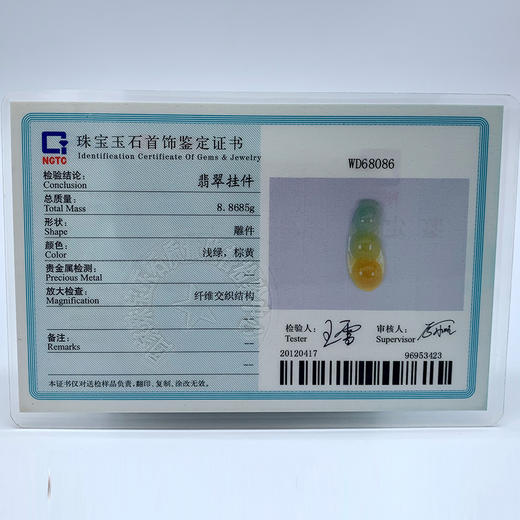 NGTC
珠宝玉石首饰鉴定证书
Identification Certificate Of Gems & Jewelry
检验结论: 翡翠挂件
Conclusion
总质量: 8.8685g
Total Mass
形状: 雕件
Shape
颜色: 浅绿，棕黄
Color
贵金属检测: —
Precious Metal
放大检查: 纤维交织结构
Magnification
—
备注: —
Remarks
—
本证书仅对送检样品负责，翻印、复制、涂改无效。
WD68086
检验人: 审核人:
Tester Supervisor
20120417 96953423